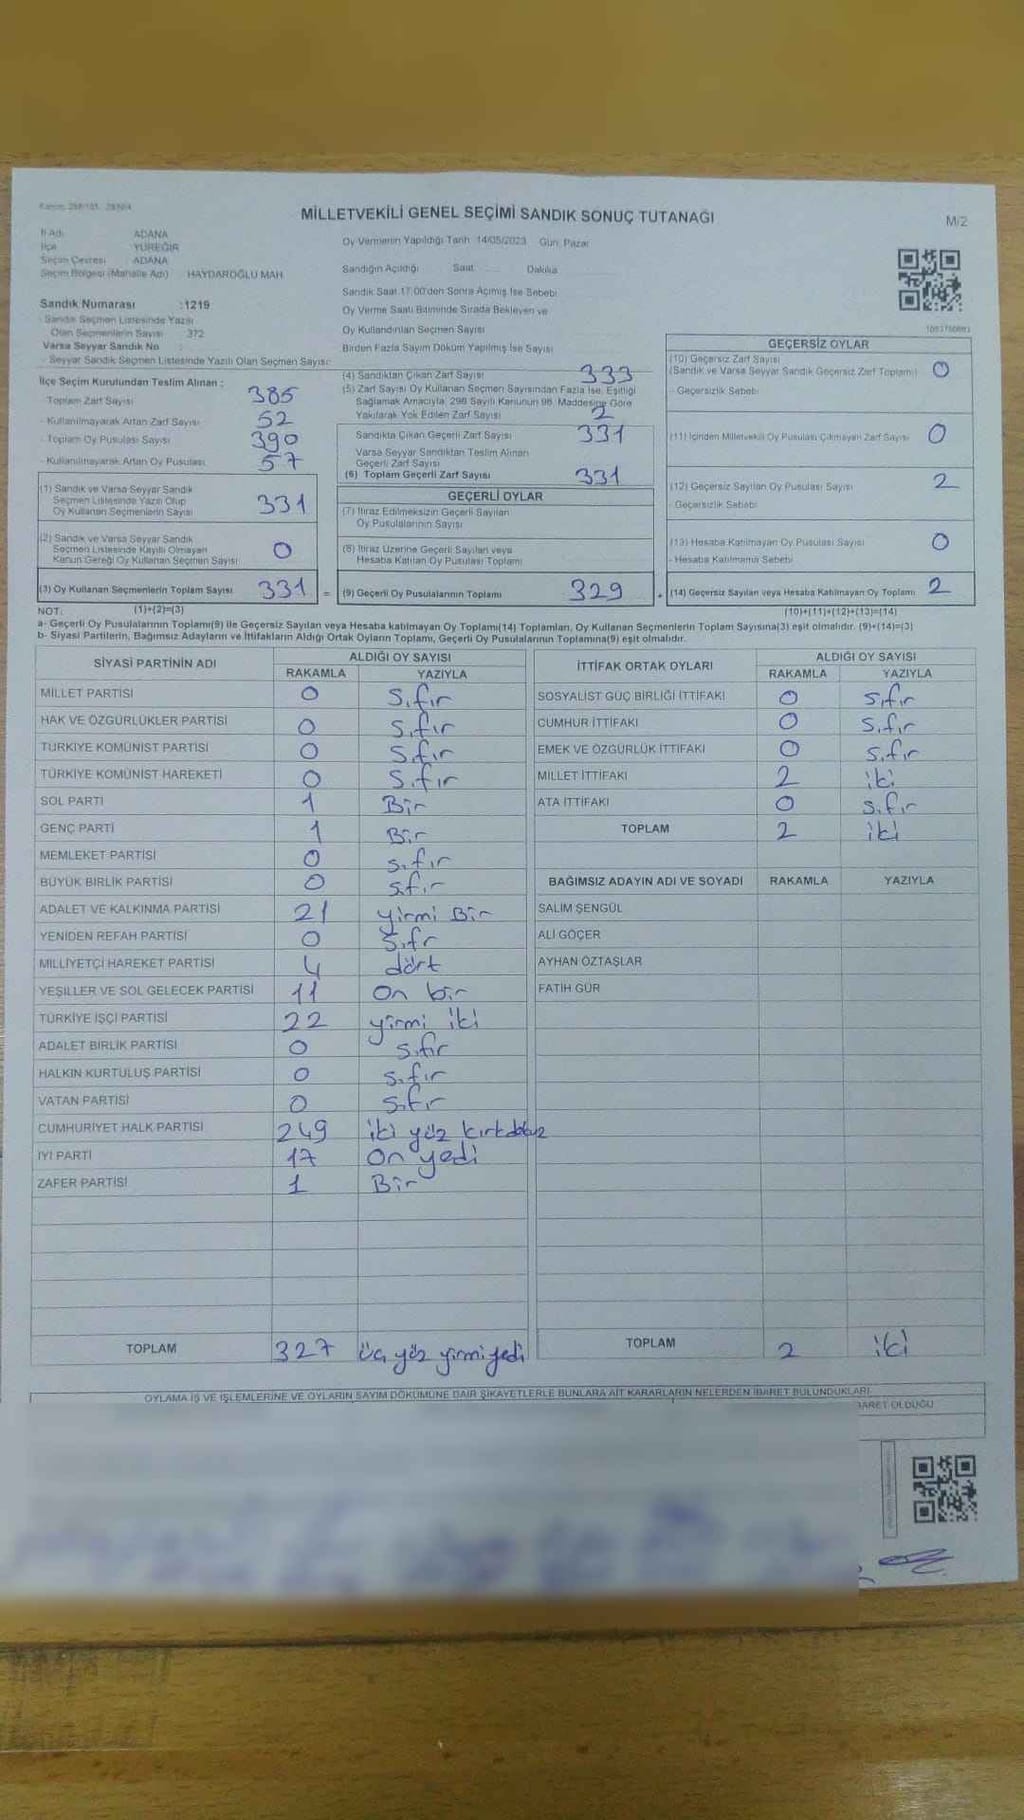 MİLLETVEKİLİ GENEL SEÇİMİ SANDIK SONUÇ TUTANAĞI
M/2
İl Adı ADANA
İlçe YÜREĞİR
Seçim Çevresi ADANA
Seçim Bölgesi (Mahalle Adı) HAYDAROĞLU MAH
Sandık Numarası :1219
- Sandık Seçmen Listesinde Yazılı
Olan Seçmenlerin Sayısı 372
Varsa Seyyar Sandık No :
- Seyyar Sandık Seçmen Listesinde Yazılı Olan Seçmen Sayısı:
Oy Vermenin Yapıldığı Tarih 14/05/2023 Gün: Pazar
Sandığın Açıldığı Saat Dakika
Sandık Saat 17:00'den Sonra Açılmış İse Sebebi
Oy Verme Saati Bitiminde Sırada Bekleyen ve
Oy Kullandırılan Seçmen Sayısı
Birden Fazla Sayım Döküm Yapılmış İse Sayısı
İlçe Seçim Kurulundan Teslim Alınan :
Toplam Zarf Sayısı 385
- Kullanılmayarak Artan Zarf Sayısı 52
- Toplam Oy Pusulası Sayısı 390
- Kullanılmayarak Artan Oy Pusulası 57
(1) Sandık ve Varsa Seyyar Sandık
Seçmen Listesinde Yazılı Olup
Oy Kullanan Seçmenlerin Sayısı 331
(2) Sandık ve Varsa Seyyar Sandık
Seçmen Listesinde Kayıtlı Olmayan
Kanun Gereği Oy Kullanan Seçmen Sayısı 0
(3) Oy Kullanan Seçmenlerin Toplam Sayısı 331 =
(1)+(2)=(3)
(4) Sandıktan Çıkan Zarf Sayısı 333
(5) Zarf Sayısı Oy Kullanan Seçmen Sayısından Fazla İse, Eşitliği
Sağlamak Amacıyla, 298 Sayılı Kanunun 98. Maddesine Göre
Yakılarak Yok Edilen Zarf Sayısı 2
Sandıkta Çıkan Geçerli Zarf Sayısı 331
Varsa Seyyar Sandıktan Teslim Alınan
Geçerli Zarf Sayısı
(6) Toplam Geçerli Zarf Sayısı 331
GEÇERLİ OYLAR
(7) İtiraz Edilmeksizin Geçerli Sayılan
Oy Pusulalarının Sayısı
(8) İtiraz Üzerine Geçerli Sayılan veya
Hesaba Katılan Oy Pusulası Toplamı
(9) Geçerli Oy Pusulalarının Toplamı 329 +
GEÇERSİZ OYLAR
(10) Geçersiz Zarf Sayısı
(Sandık ve Varsa Seyyar Sandık Geçersiz Zarf Toplamı) 0
- Geçersizlik Sebebi
(11) İçinden Milletvekili Oy Pusulası Çıkmayan Zarf Sayısı 0
(12) Geçersiz Sayılan Oy Pusulası Sayısı 2
- Geçersizlik Sebebi
(13) Hesaba Katılmayan Oy Pusulası Sayısı 0
- Hesaba Katılmama Sebebi
(14) Geçersiz Sayılan veya Hesaba Katılmayan Oy Toplamı 2
(10)+(11)+(12)+(13)=(14)
NOT:
a- Geçerli Oy Pusulalarının Toplamı(9) ile Geçersiz Sayılan veya Hesaba katılmayan Oy Toplamı(14) Toplamları, Oy Kullanan Seçmenlerin Toplam Sayısına(3) eşit olmalıdır. (9)+(14)=(3)
b- Siyasi Partilerin, Bağımsız Adayların ve İttifakların Aldığı Ortak Oyların Toplamı, Geçerli Oy Pusulalarının Toplamına(9) eşit olmalıdır.
SİYASİ PARTİNİN ADI ALDIĞI OY SAYISI
RAKAMLA YAZIYLA
MİLLET PARTİSİ 0 Sıfır
HAK VE ÖZGÜRLÜKLER PARTİSİ 0 Sıfır
TÜRKİYE KOMÜNİST PARTİSİ 0 Sıfır
TÜRKİYE KOMÜNİST HAREKETİ 0 Sıfır
SOL PARTİ 1 Bir
GENÇ PARTİ 1 Bir
MEMLEKET PARTİSİ 0 sıfır
BÜYÜK BİRLİK PARTİSİ 0 sıfır
ADALET VE KALKINMA PARTİSİ 21 yirmi Bir
YENİDEN REFAH PARTİSİ 0 Sıfr
MİLLİYETÇİ HAREKET PARTİSİ 4 dört
YEŞİLLER VE SOL GELECEK PARTİSİ 11 On bir
TÜRKİYE İŞÇİ PARTİSİ 22 yirmi iki
ADALET BİRLİK PARTİSİ 0 Sıfır
HALKIN KURTULUŞ PARTİSİ 0 Sıfır
VATAN PARTİSİ 0 Sıfır
CUMHURİYET HALK PARTİSİ 249 iki yüz kırkdokuz
İYİ PARTİ 17 On yedi
ZAFER PARTİSİ 1 Bir
TOPLAM 327 üç yüz yirmiyedi
İTTİFAK ORTAK OYLARI ALDIĞI OY SAYISI
RAKAMLA YAZIYLA
SOSYALİST GÜÇ BİRLİĞİ İTTİFAKI 0 sıfır
CUMHUR İTTİFAKI 0 Sıfır
EMEK VE ÖZGÜRLÜK İTTİFAKI 0 Sıfır
MİLLET İTTİFAKI 2 iki
ATA İTTİFAKI 0 Sıfır
TOPLAM 2 iki
BAĞIMSIZ ADAYIN ADI VE SOYADI RAKAMLA YAZIYLA
SALİM ŞENGÜL
ALİ GÖÇER
AYHAN ÖZTAŞLAR
FATİH GÜR
TOPLAM 2 iki
OYLAMA İŞ VE İŞLEMLERİNE VE OYLARIN SAYIM DÖKÜMÜNE DAİR ŞİKAYETLERLE BUNLARA AİT KARARLARIN NELERDEN İBARET BULUNDUKLARI
BARET OLDUĞU